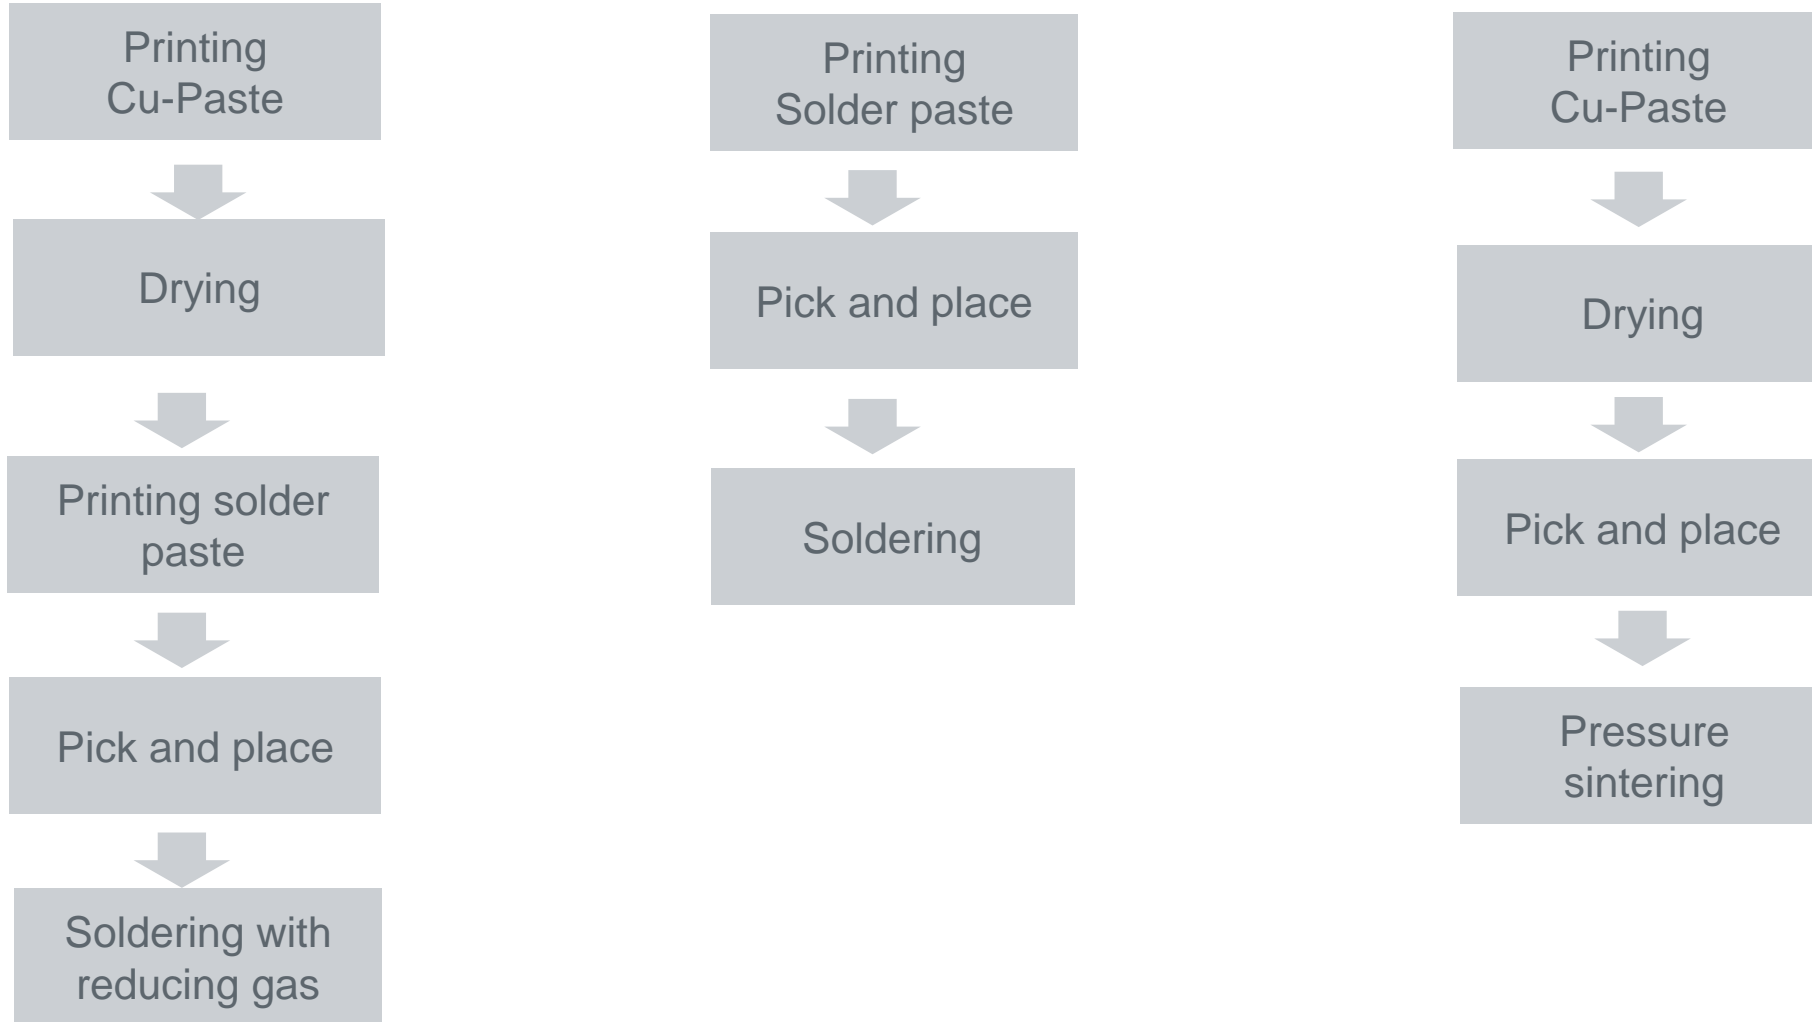 Printing
Cu-Paste
Drying
Printing solder
paste
Pick and place
Soldering with
reducing gas
Printing
Solder paste
Pick and place
Soldering
Printing
Cu-Paste
Drying
Pick and place
Pressure
sintering